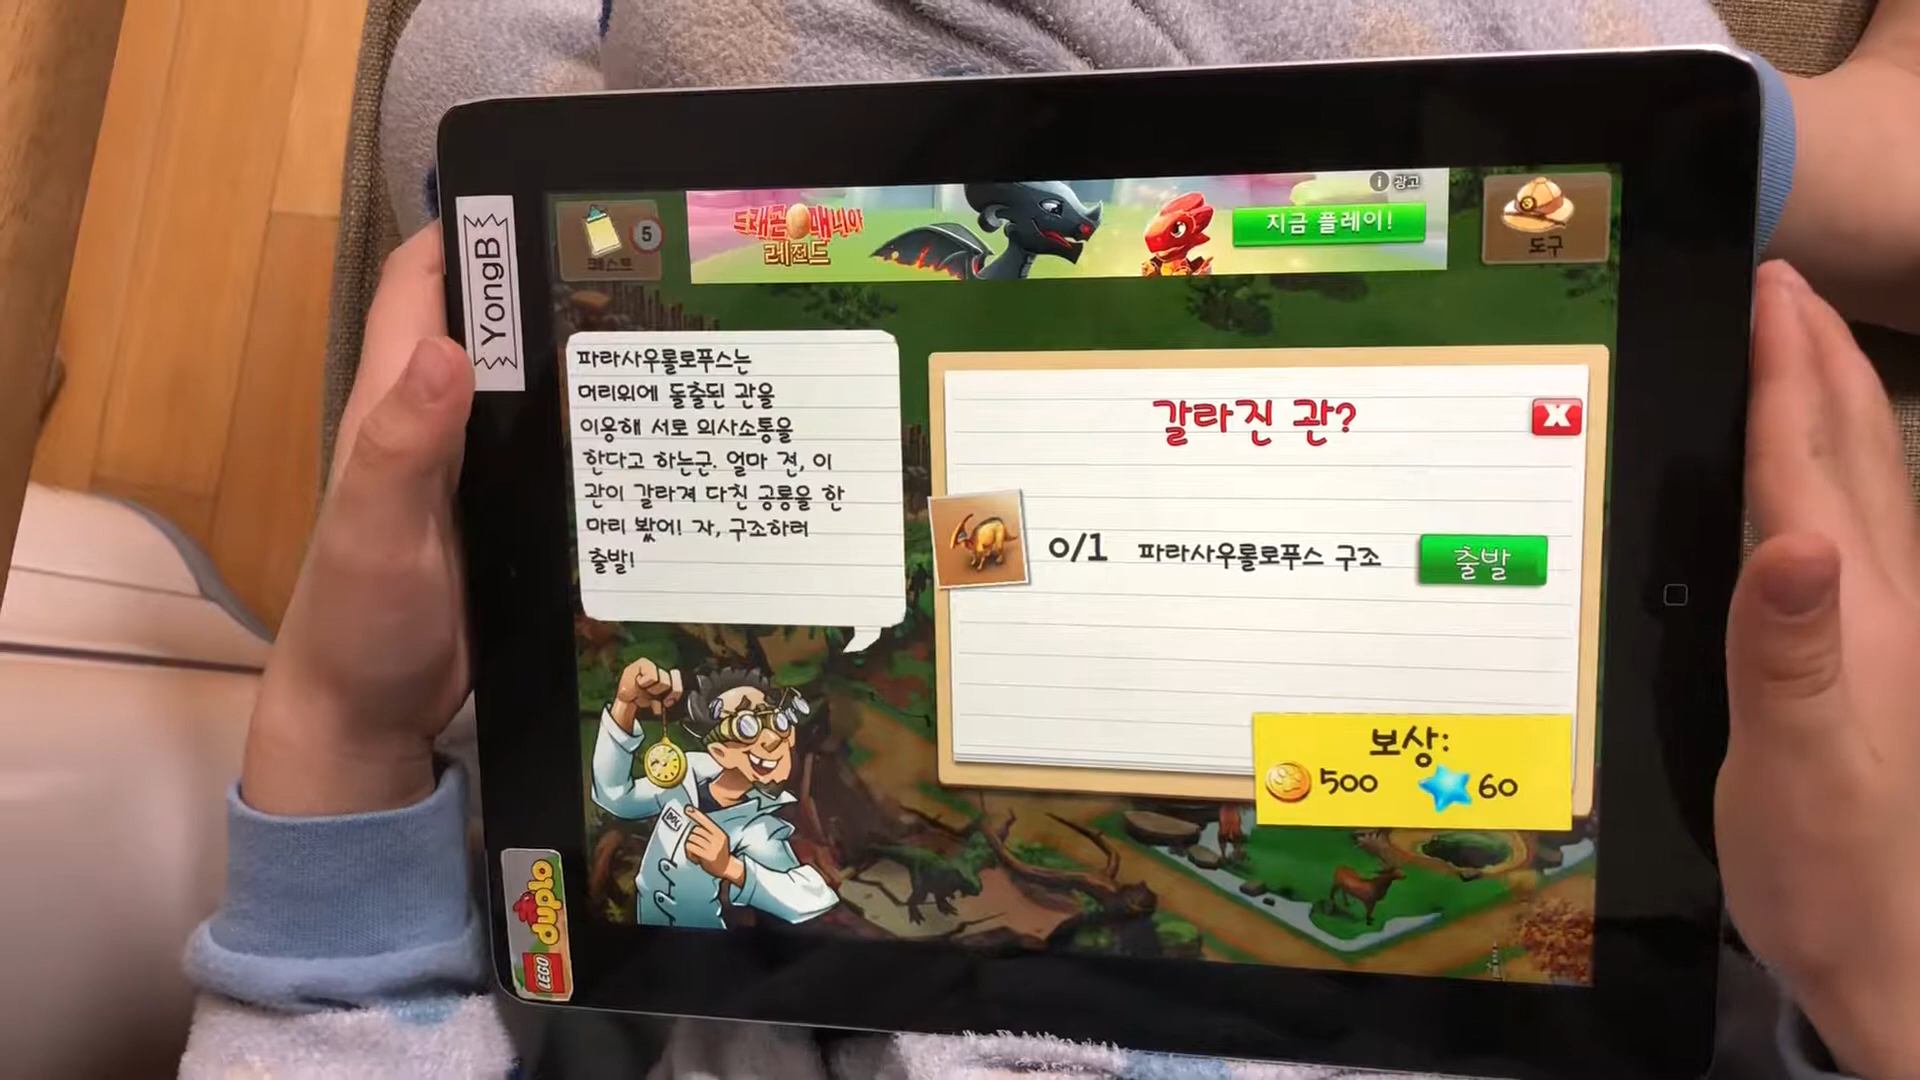 YongB
LEGO
duplo
퀘스트
5
드래곤 매니아
레전드
광고
지금 플레이!
도구
파라사우롤로푸스는
머리위에 돌출된 관을
이용해 서로 의사소통을
한다고 하는군. 얼마 전, 이
관이 갈라져 다친 공룡을 한
마리 봤어! 자, 구조하러
출발!
갈라진 관?
X
0/1 파라사우롤로푸스 구조
출발
보상:
500
60